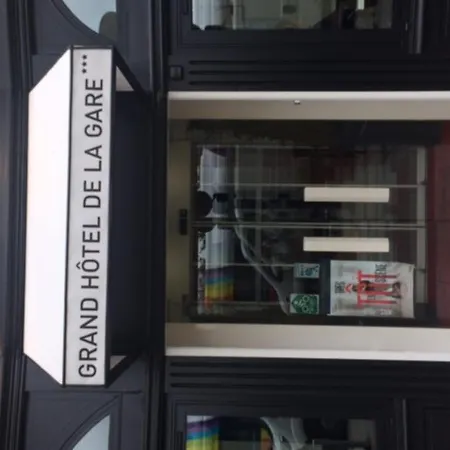 GRAND HÔTEL DE LA GARE***